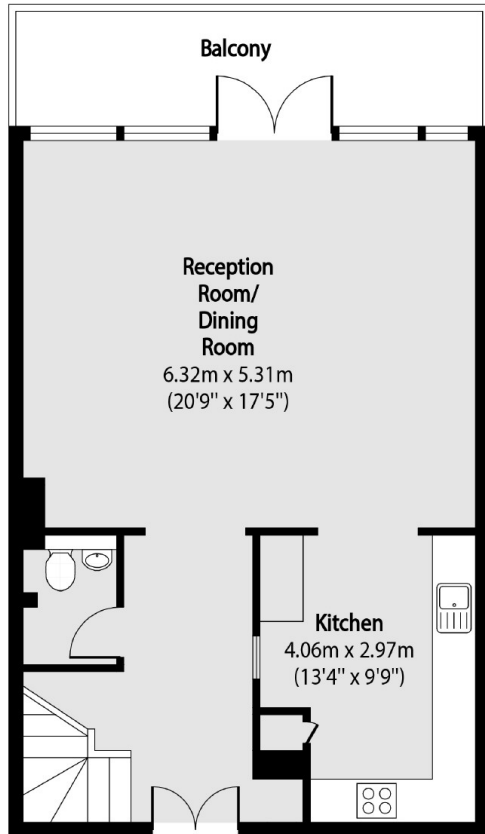 Balcony
Reception
Room/
Dining
Room
6.32m x 5.31m
(20'9" x 17'5")
Kitchen
4.06m x 2.97m
(13'4" x 9'9")